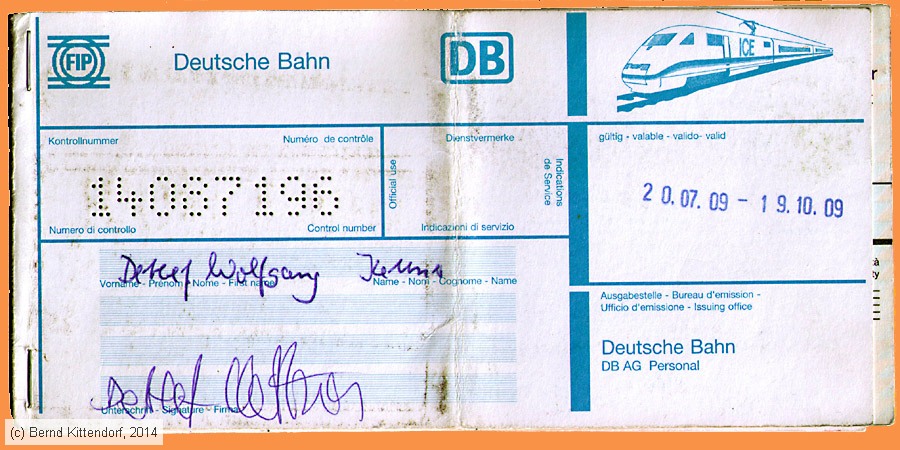 FIP Deutsche Bahn DB
ICE
Kontrollnummer Numéro de contrôle
14087196
Numero di controllo Control number
Official use
Dienstvermerke
Indications de Service
Indicazioni di servizio
gültig - valable - valido - valid
20.07.09 - 19.10.09
Detlef Wolfgang
Vorname - Prénom - Nome - First name Name - Nom - Cognome - Name
Unterschrift - Signature - Firma
Ausgabestelle - Bureau d'emission -
Ufficio d'emissione - Issuing office
Deutsche Bahn
DB AG Personal
(c) Bernd Kittendorf, 2014